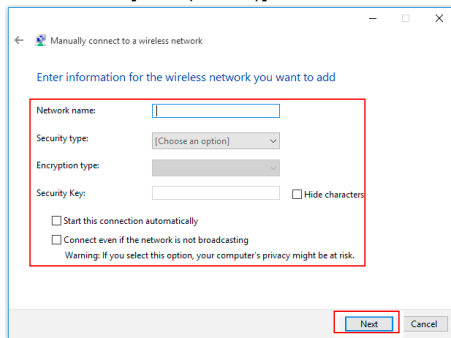 Manually connect to a wireless network
Enter information for the wireless network you want to add
Network name:
Security type: [Choose an option]
Encryption type:
Security Key: Hide characters
Start this connection automatically
Connect even if the network is not broadcasting
Warning: If you select this option, your computer's privacy might be at risk.
Next Cancel